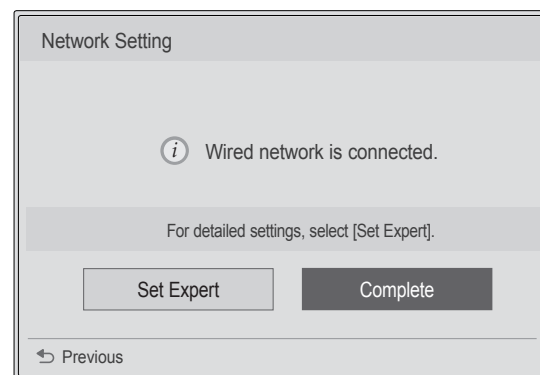 Network Setting
Wired network is connected.
For detailed settings, select [Set Expert].
Set Expert
Complete
Previous